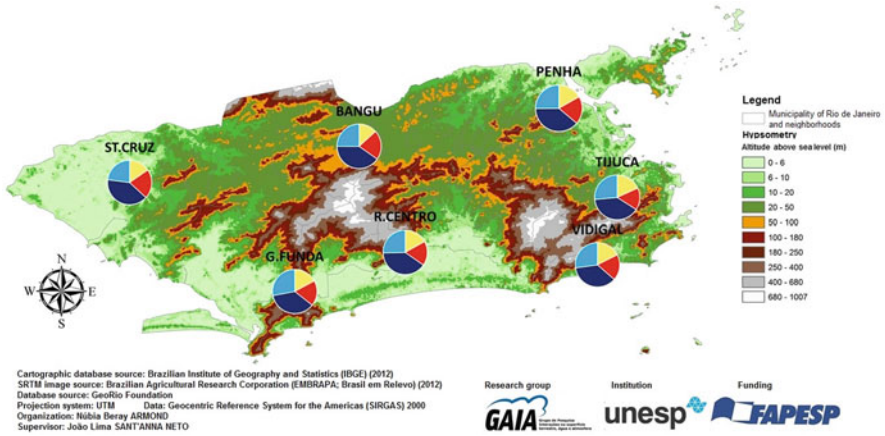 PENHA
BANGU
ST.CRUZ
TIJUCA
R.CENTRO
VIDIGAL
G.FUNDA
N
W E
S
Legend
Municipality of Rio de Janeiro
and neighborhoods
Hypsometry
Altitude above sea level (m)
0 - 6
6 - 10
10 - 20
20 - 50
50 - 100
100 - 180
180 - 250
250 - 400
400 - 680
680 - 1007
Cartographic database source: Brazilian Institute of Geography and Statistics (IBGE) (2012)
SRTM image source: Brazilian Agricultural Research Corporation (EMBRAPA; Brasil em Relevo) (2012)
Database source: GeoRio Foundation
Projection system: UTM Data: Geocentric Reference System for the Americas (SIRGAS) 2000
Organization: Núbia Beray ARMOND
Supervisor: João Lima SANT'ANNA NETO
Research group
Institution
Funding
GAIA
unesp
FAPESP